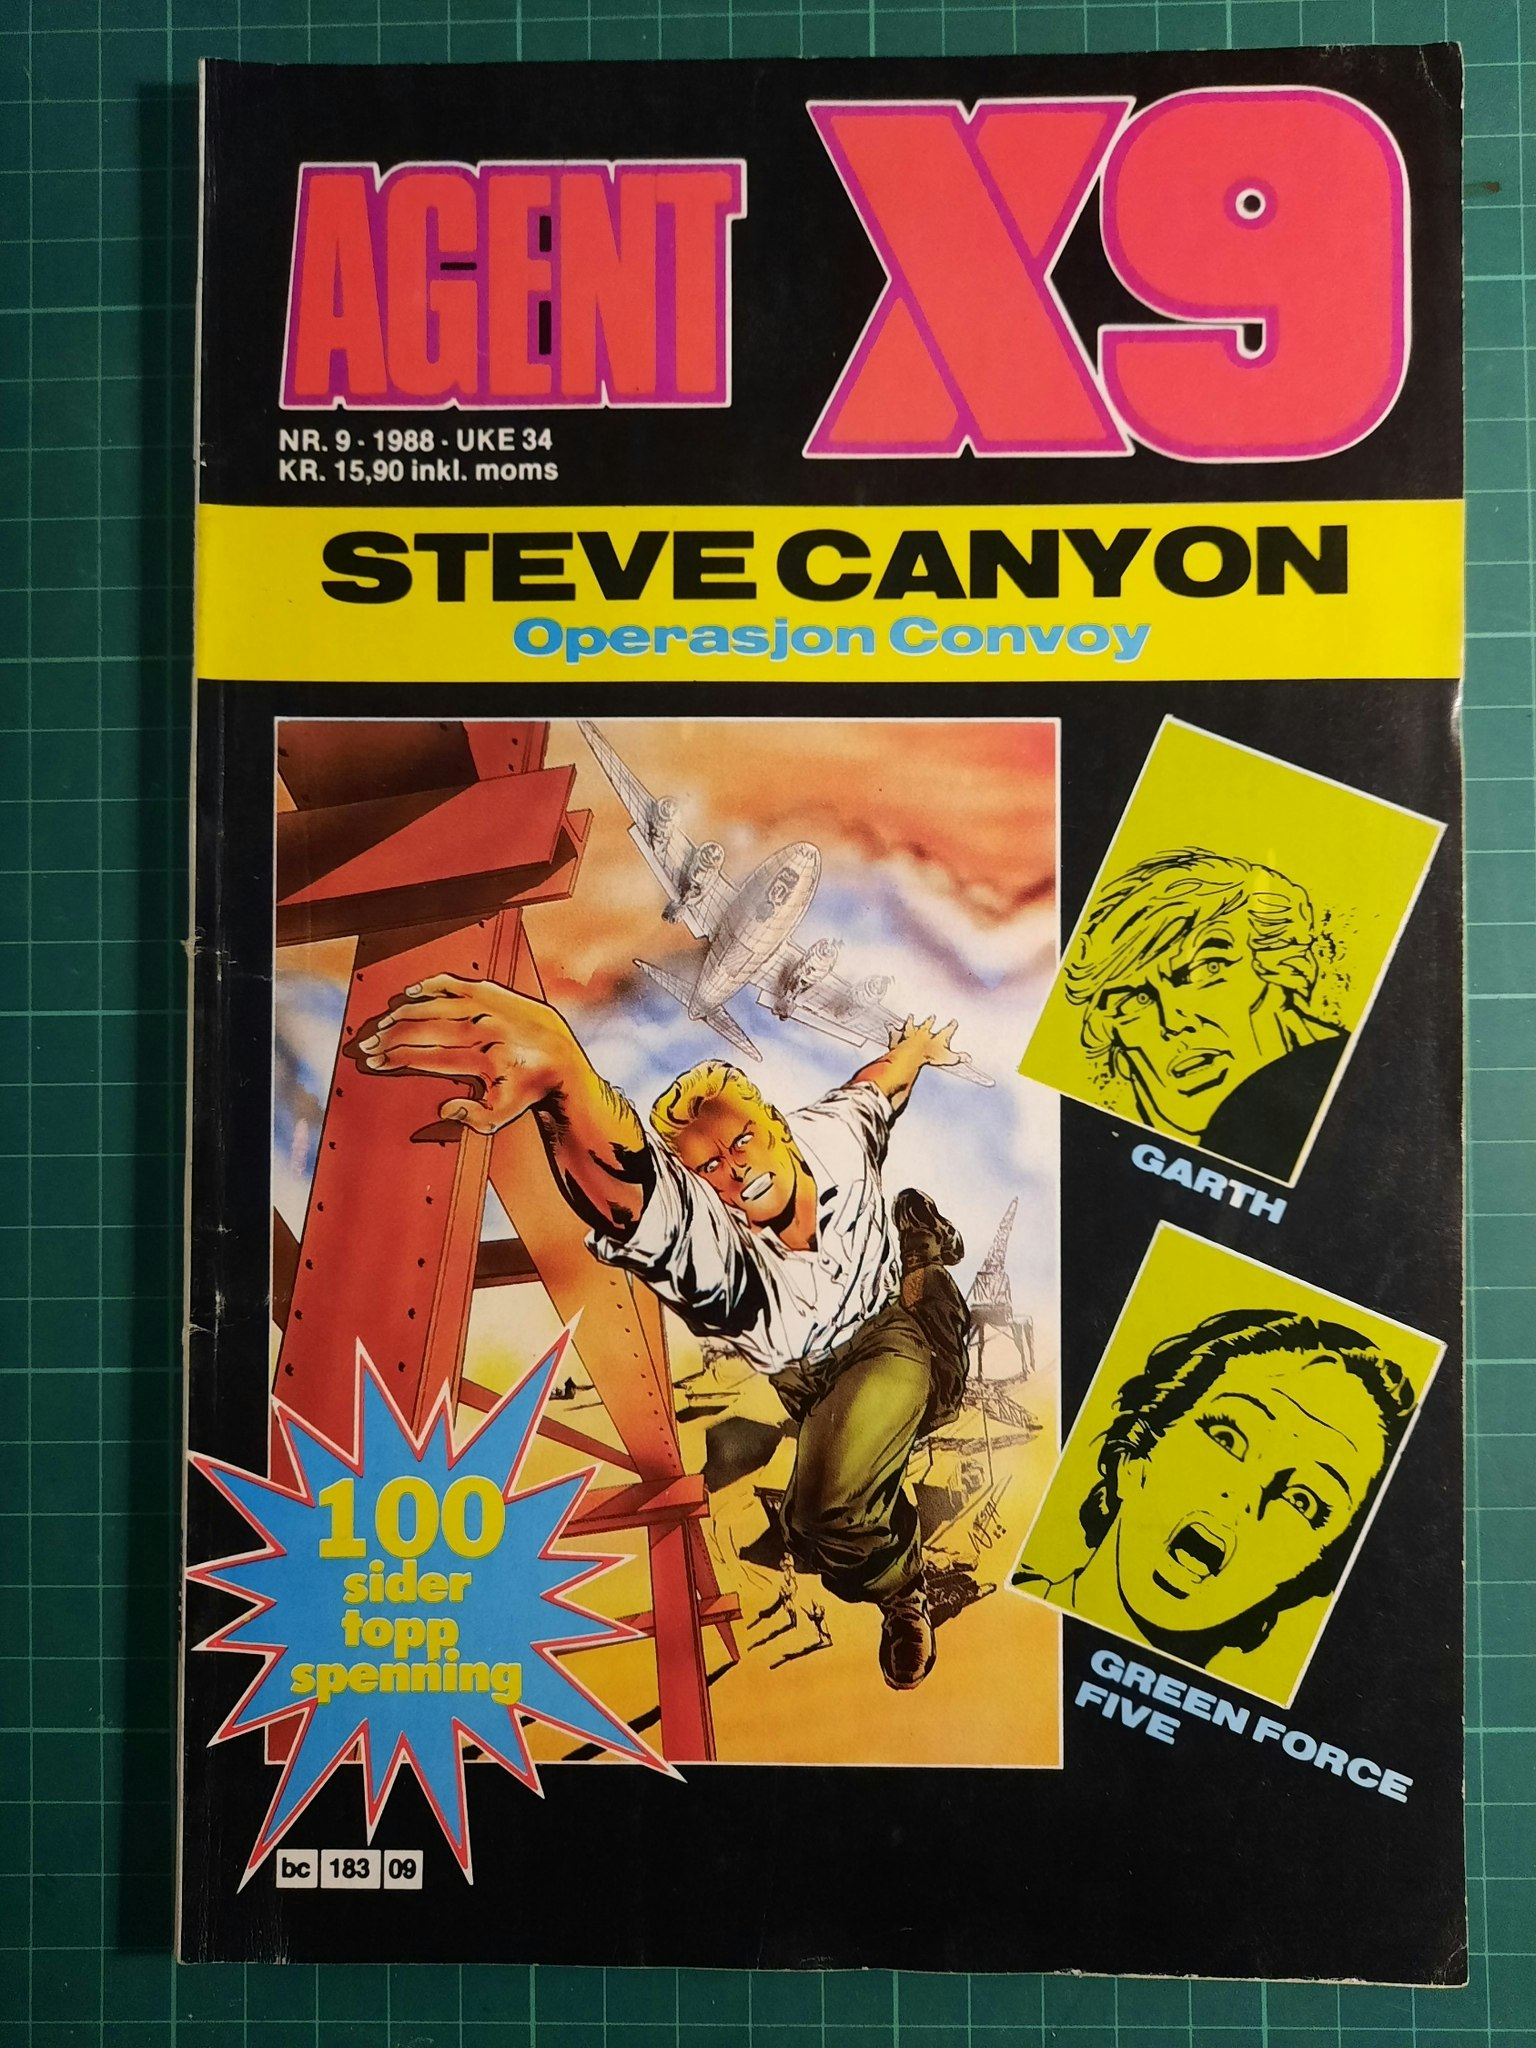 AGENT X9
NR. 9 · 1988 · UKE 34
KR. 15,90 inkl. moms
STEVE CANYON
Operasjon Convoy
GARTH
GREEN FORCE
FIVE
100
sider
topp
spenning
bc 183 09